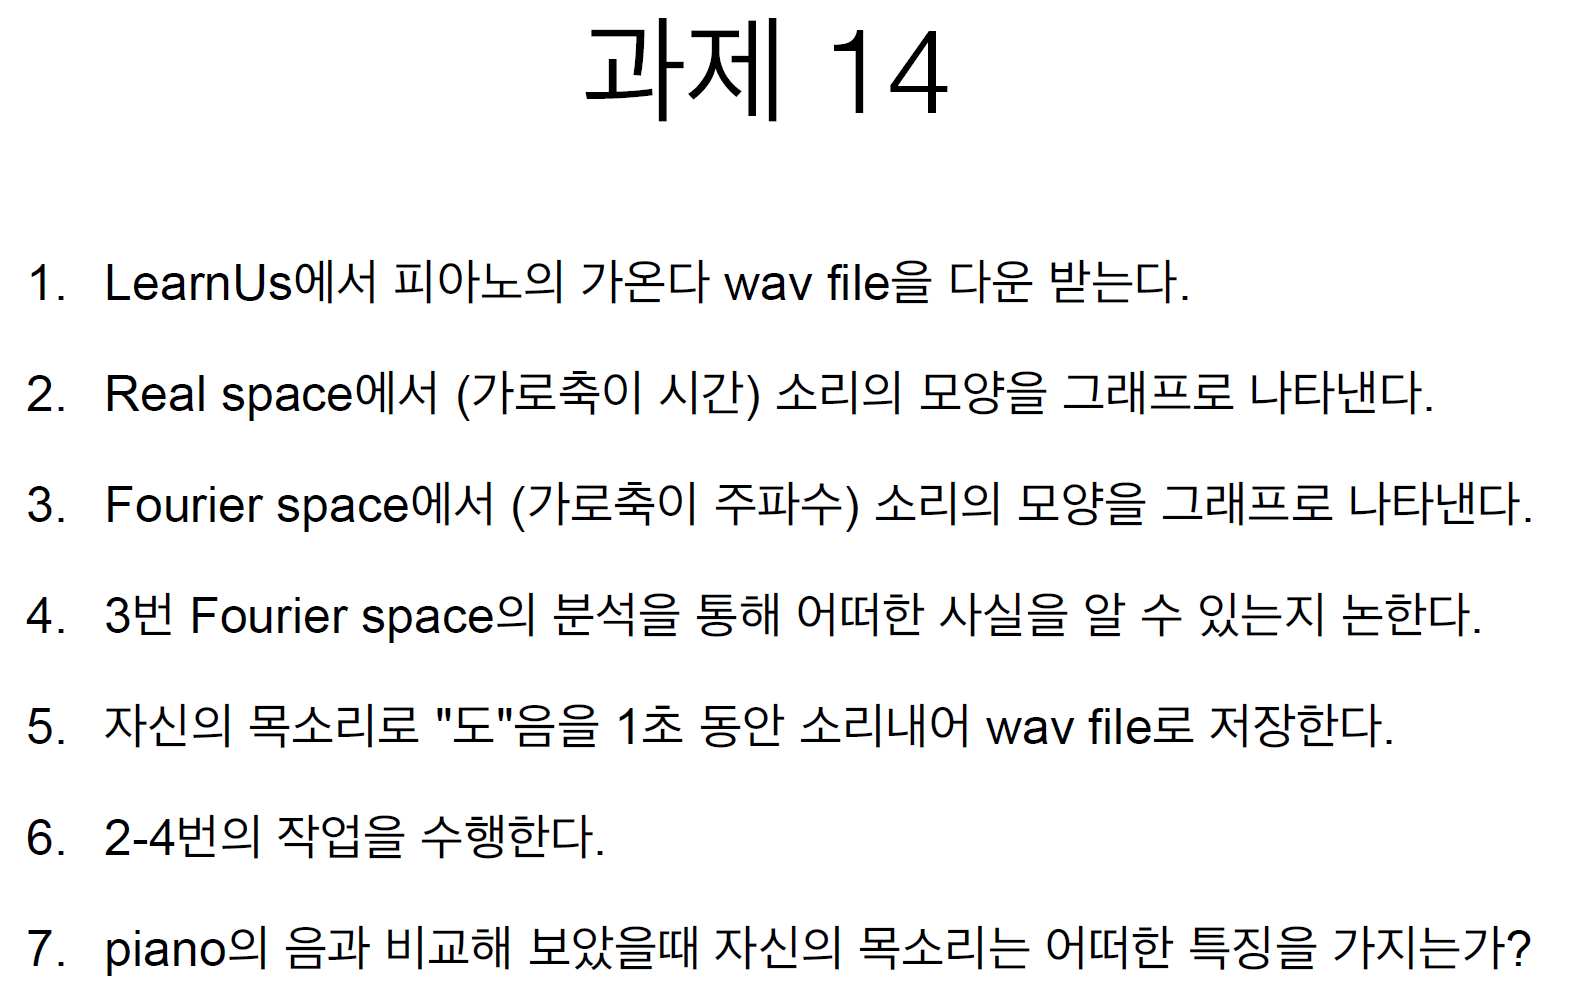 과제 14
1. LearnUs에서 피아노의 가온다 wav file을 다운 받는다.
2. Real space에서 (가로축이 시간) 소리의 모양을 그래프로 나타낸다.
3. Fourier space에서 (가로축이 주파수) 소리의 모양을 그래프로 나타낸다.
4. 3번 Fourier space의 분석을 통해 어떠한 사실을 알 수 있는지 논한다.
5. 자신의 목소리로 "도"음을 1초 동안 소리내어 wav file로 저장한다.
6. 2-4번의 작업을 수행한다.
7. piano의 음과 비교해 보았을때 자신의 목소리는 어떠한 특징을 가지는가?